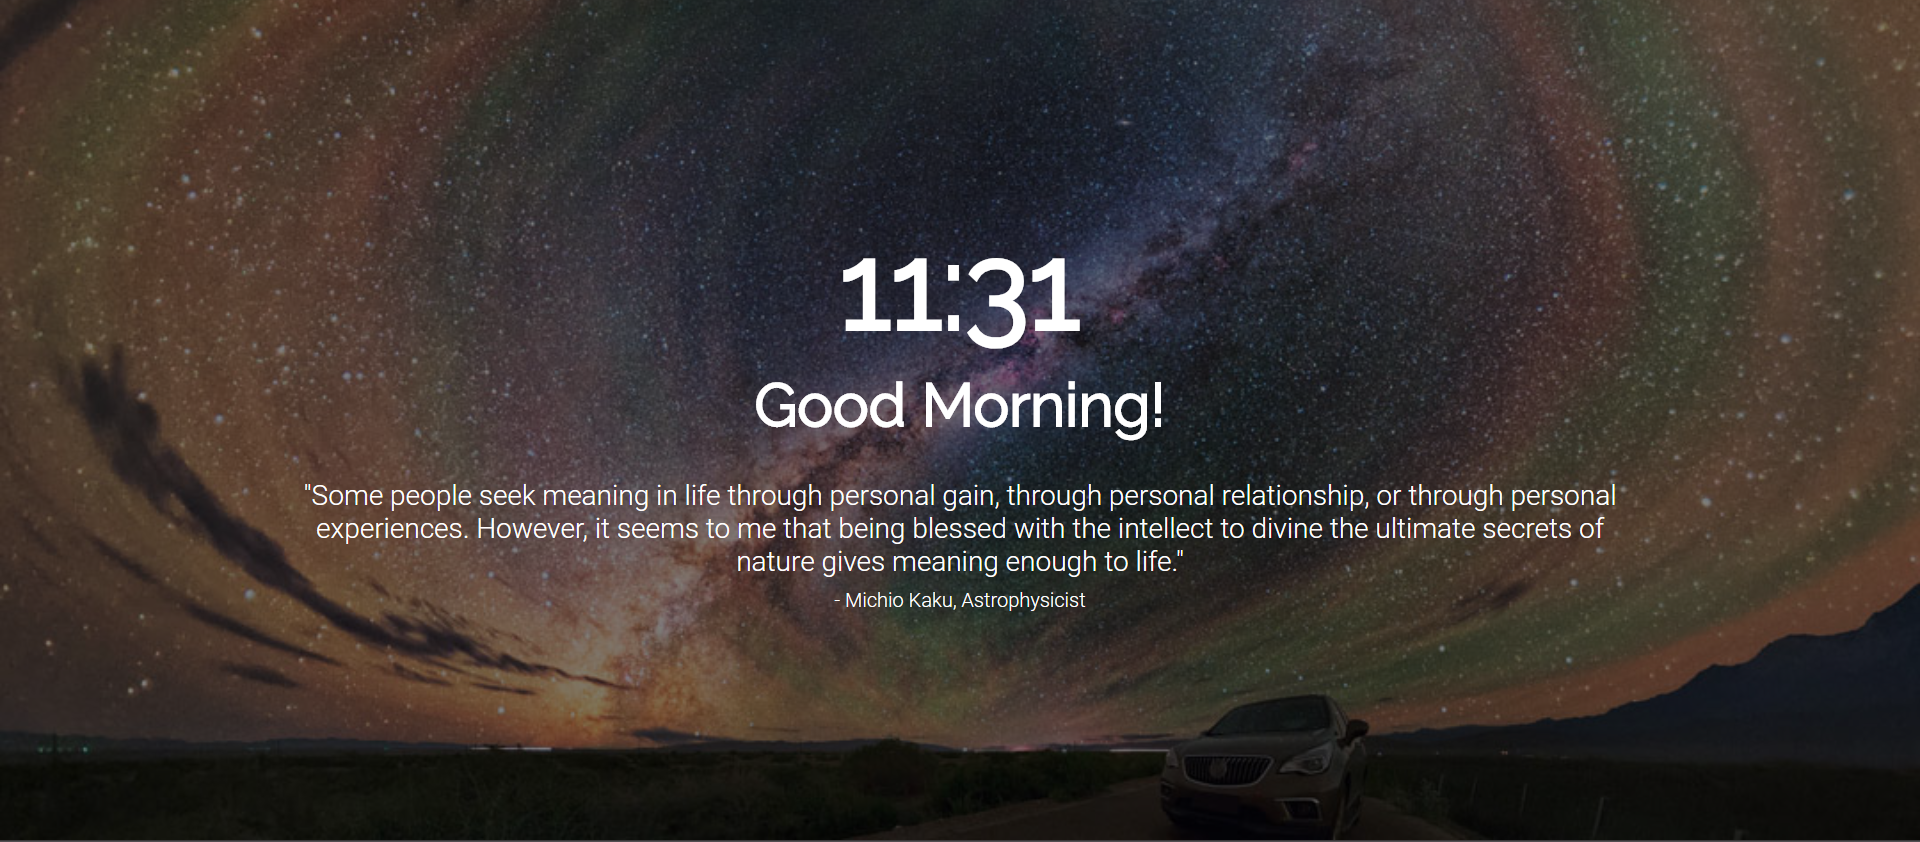 11:31
Good Morning!
"Some people seek meaning in life through personal gain, through personal relationship, or through personal
experiences. However, it seems to me that being blessed with the intellect to divine the ultimate secrets of
nature gives meaning enough to life."
- Michio Kaku, Astrophysicist